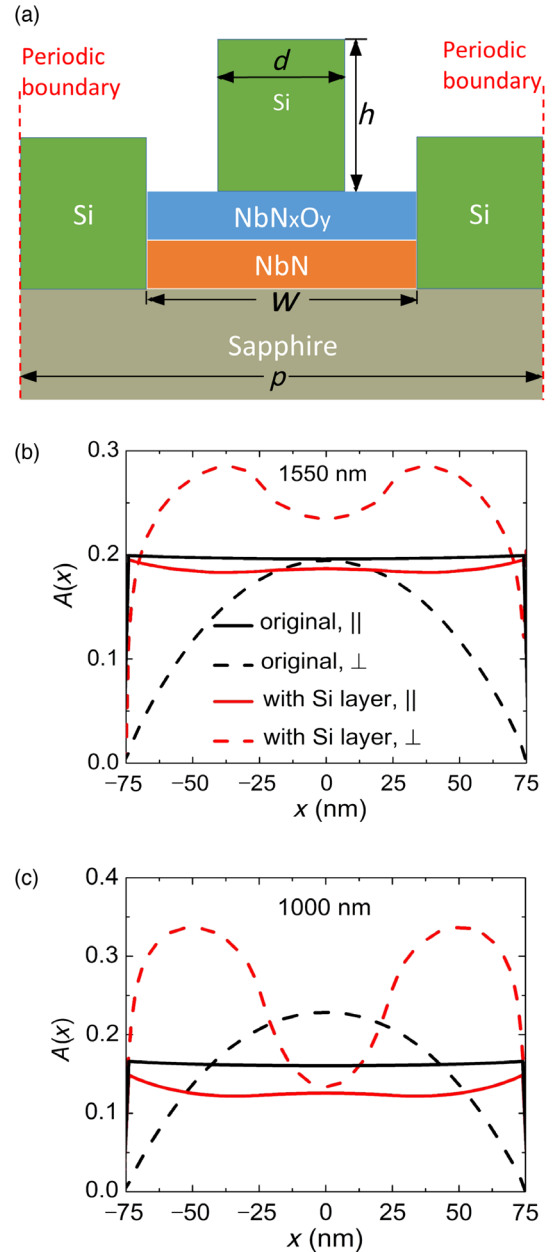 (a)
Periodic
boundary
Periodic
boundary
d
Si
h
Si
NbNxOy
Si
NbN
W
Sapphire
p
(b)
0.3
1550 nm
0.2
A(x)
original, ||
original, ⊥
0.1
with Si layer, ||
with Si layer, ⊥
0.0
−75 −50 −25 0 25 50 75
x (nm)
(c)
0.4
1000 nm
0.3
A(x)
0.2
0.1
0.0
−75 −50 −25 0 25 50 75
x (nm)